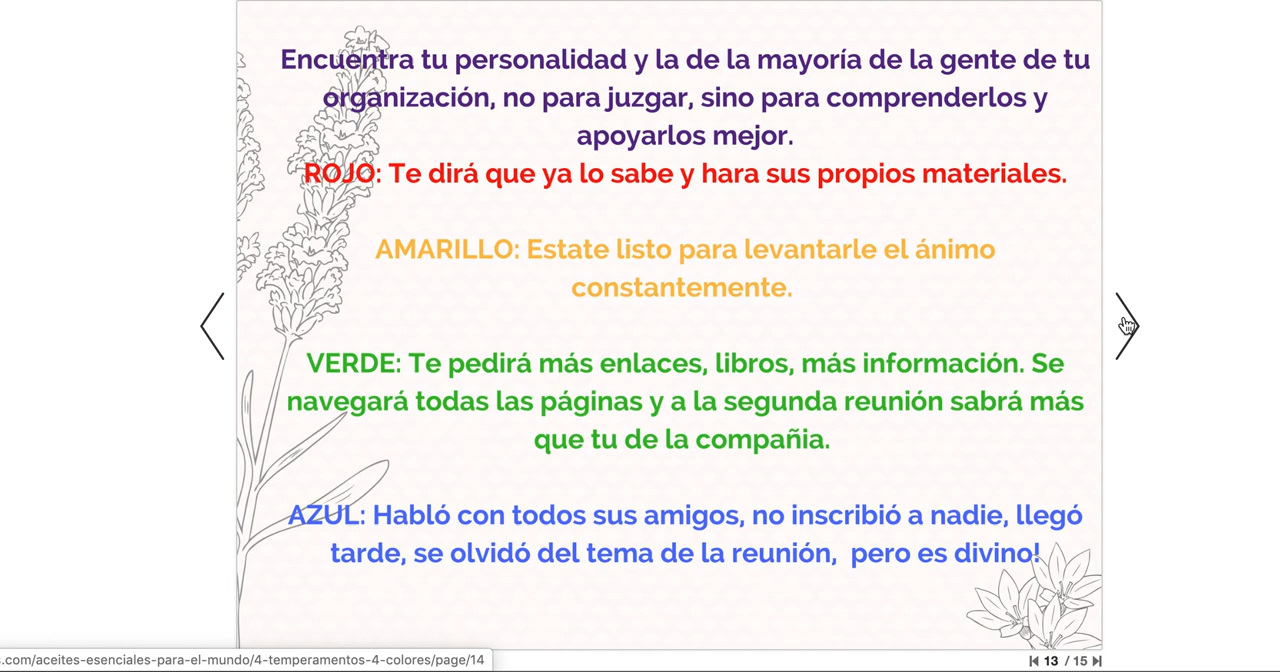 Encuentra tu personalidad y la de la mayoría de la gente de tu
organización, no para juzgar, sino para comprenderlos y
apoyarlos mejor.
ROJO: Te dirá que ya lo sabe y hara sus propios materiales.
AMARILLO: Estate listo para levantarle el ánimo
constantemente.
VERDE: Te pedirá más enlaces, libros, más información. Se
navegará todas las páginas y a la segunda reunión sabrá más
que tu de la compañia.
AZUL: Habló con todos sus amigos, no inscribió a nadie, llegó
tarde, se olvidó del tema de la reunión,  pero es divino!
s.com/aceites-esenciales-para-el-mundo/4-temperamentos-4-colores/page/14
13 / 15